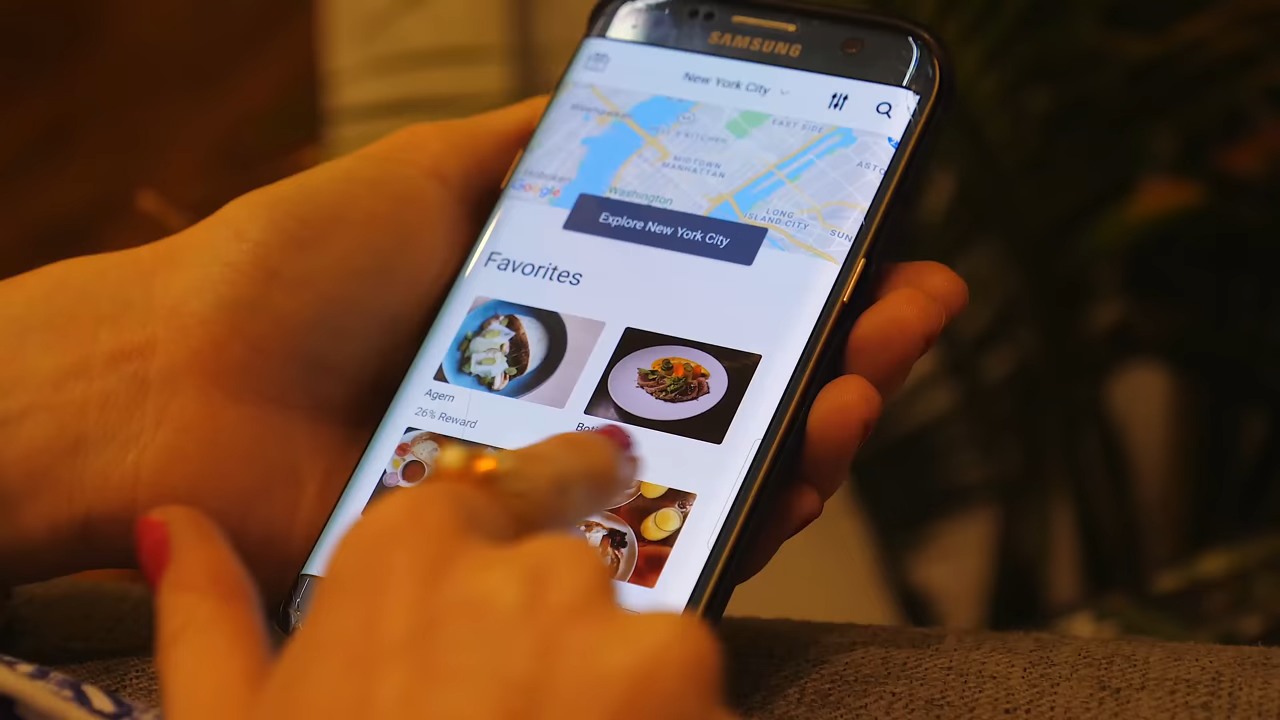 SAMSUNG
New York City
EAST SIDE
MIDTOWN
MANHATTAN
Hoboken
Google
Washington
LONG
ISLAND CITY
Explore New York City
Favorites
Agern
26% Reward